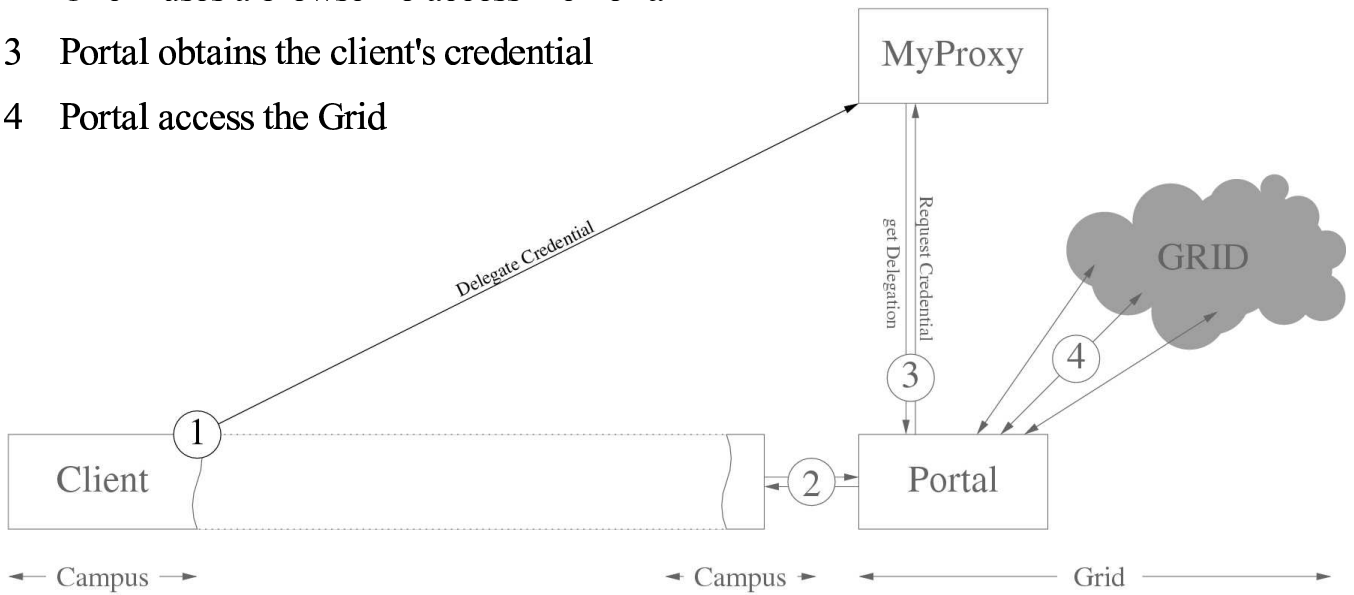 3 Portal obtains the client's credential
4 Portal access the Grid
MyProxy
Delegate Credential
Request Credential
get Delegation
GRID
3
4
1
Client
2
Portal
Campus
Campus
Grid